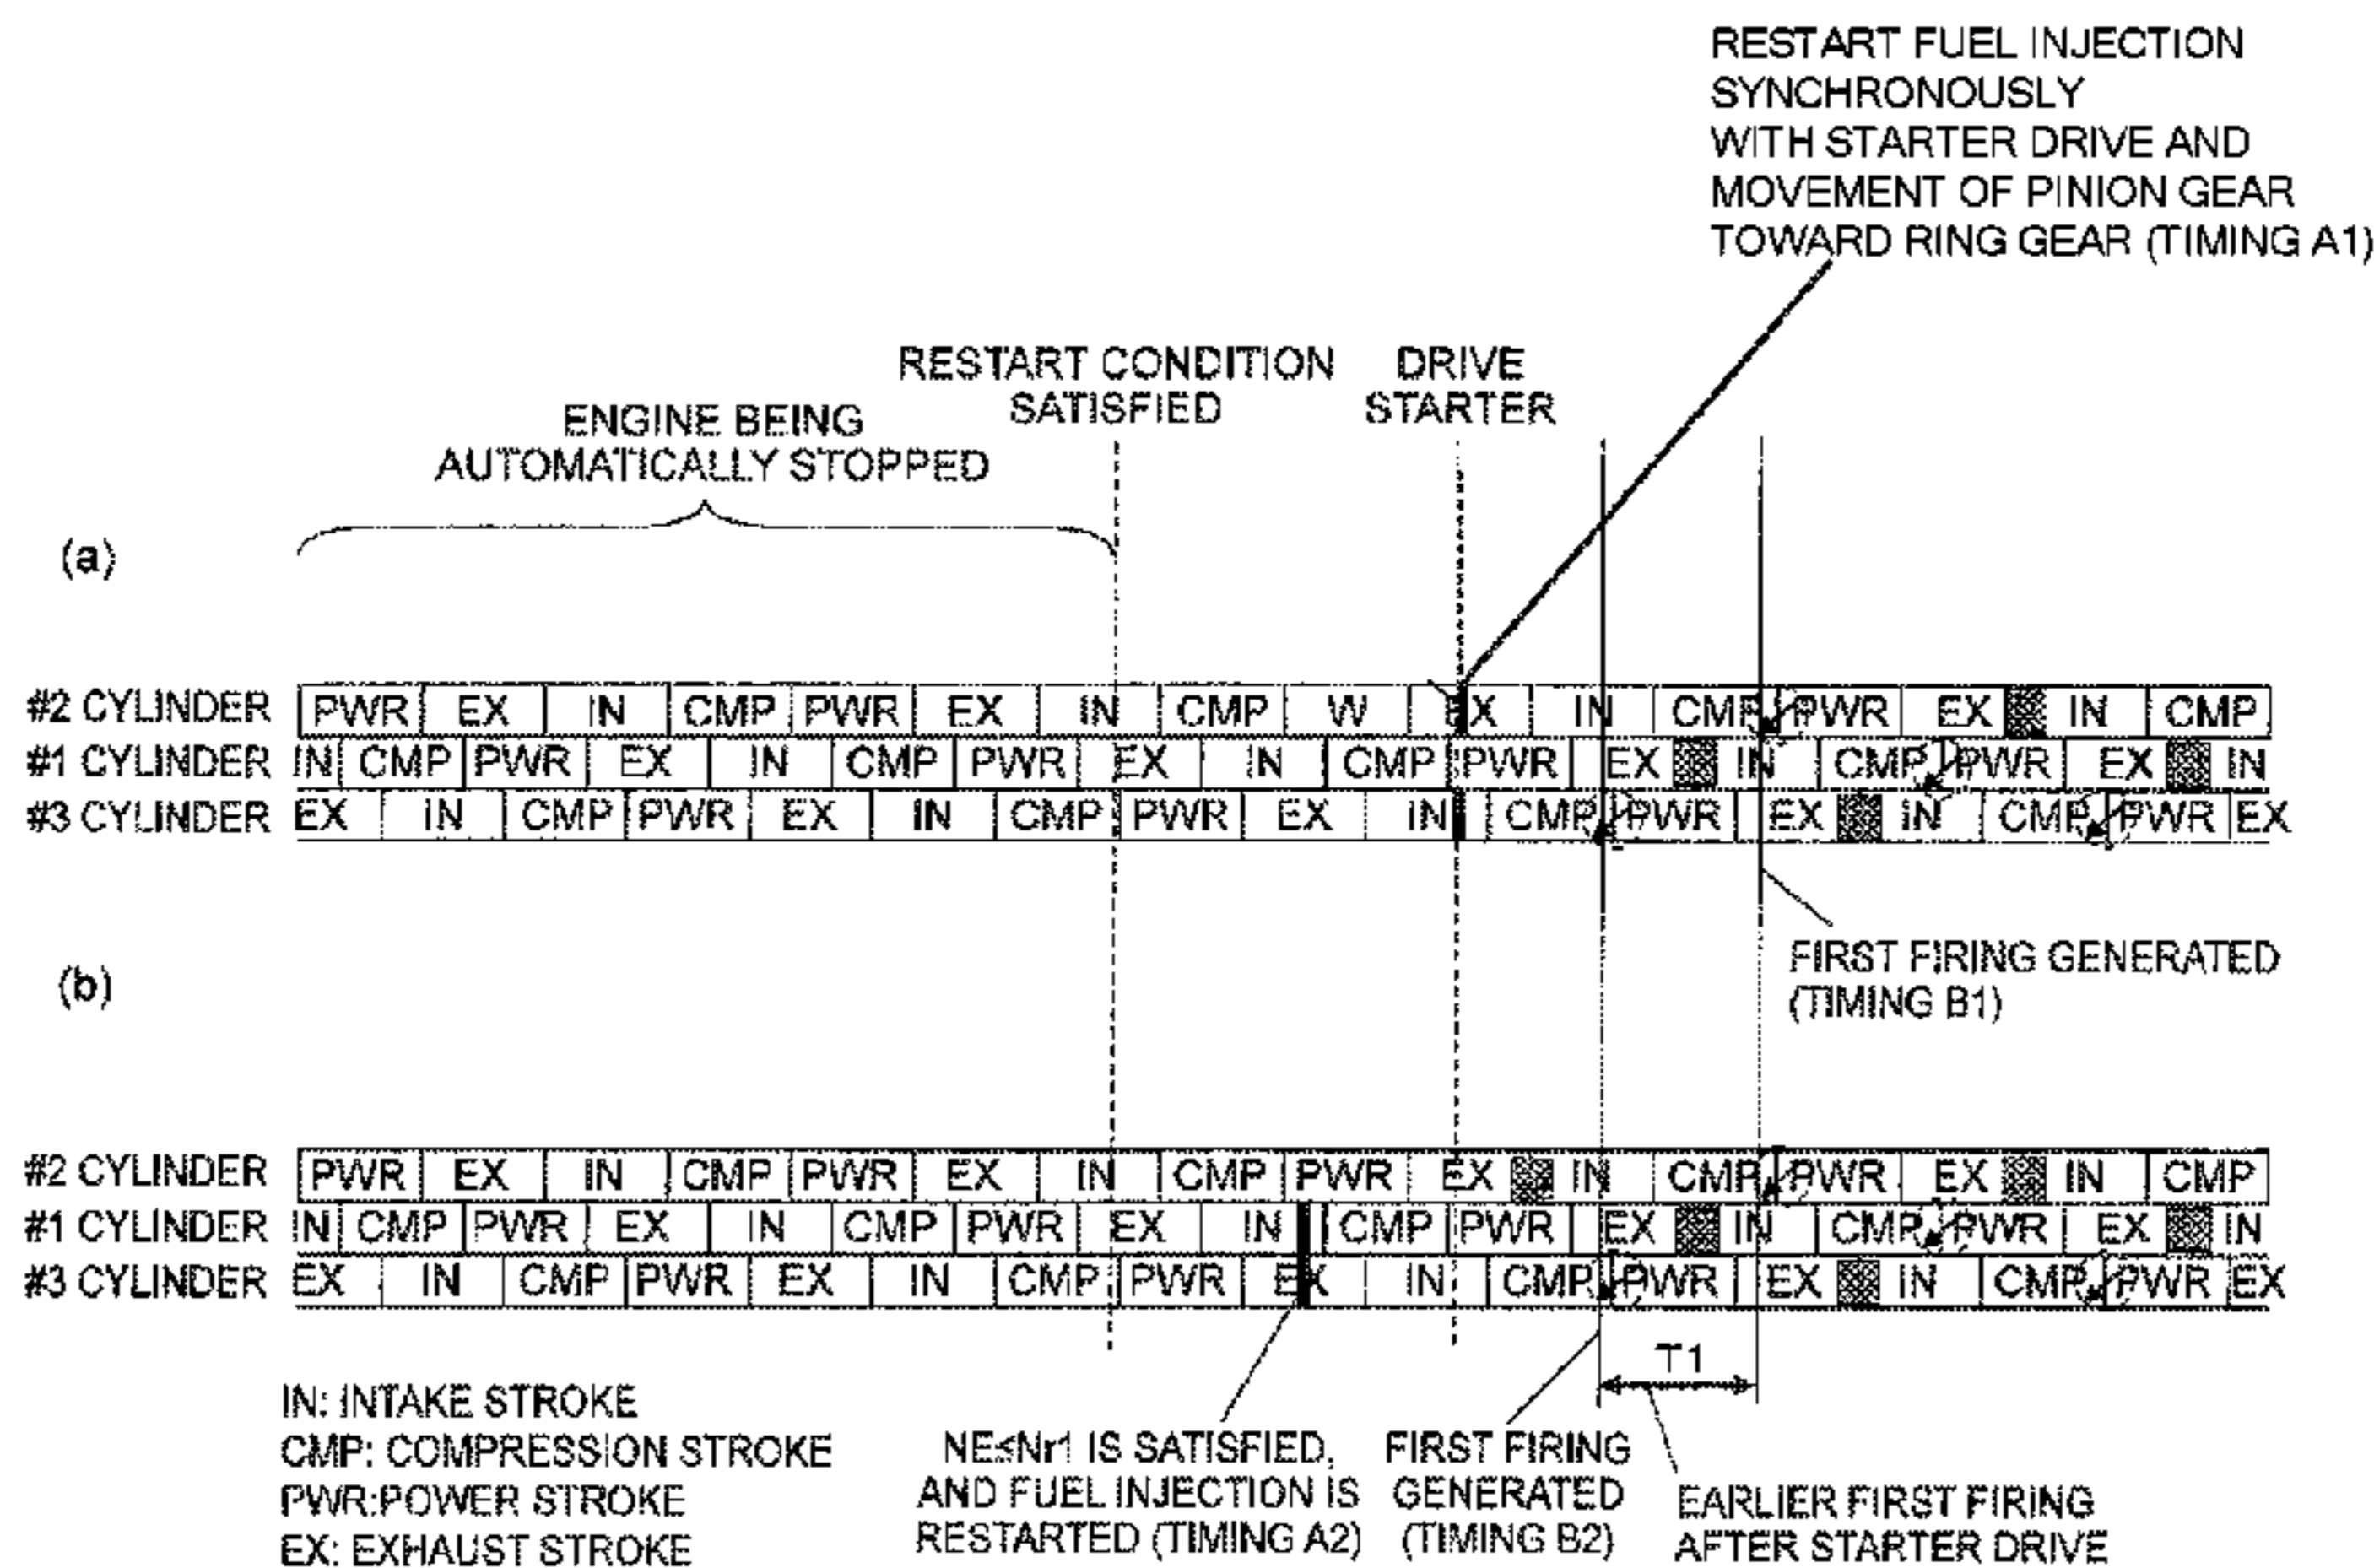 RESTART FUEL INJECTION
SYNCHRONOUSLY
WITH STARTER DRIVE AND
MOVEMENT OF PINION GEAR
TOWARD RING GEAR (TIMING A1)
RESTART CONDITION
SATISFIED
DRIVE
STARTER
ENGINE BEING
AUTOMATICALLY STOPPED
(a)
#2 CYLINDER PWR EX IN CMP PWR EX IN CMP W EX IN CMP PWR EX IN CMP
#1 CYLINDER IN CMP PWR EX IN CMP PWR EX IN CMP PWR EX IN CMP PWR EX IN
#3 CYLINDER EX IN CMP PWR EX IN CMP PWR EX IN CMP PWR EX IN CMP PWR EX
FIRST FIRING GENERATED
(TIMING B1)
(b)
#2 CYLINDER PWR EX IN CMP PWR EX IN CMP PWR EX IN CMP PWR EX IN CMP
#1 CYLINDER IN CMP PWR EX IN CMP PWR EX IN CMP PWR EX IN CMP PWR EX IN
#3 CYLINDER EX IN CMP PWR EX IN CMP PWR EX IN CMP PWR EX IN CMP PWR EX
T1
IN: INTAKE STROKE
CMP: COMPRESSION STROKE
PWR:POWER STROKE
EX: EXHAUST STROKE
NE≤Nr1 IS SATISFIED,
AND FUEL INJECTION IS
RESTARTED (TIMING A2)
FIRST FIRING
GENERATED
(TIMING B2)
EARLIER FIRST FIRING
AFTER STARTER DRIVE